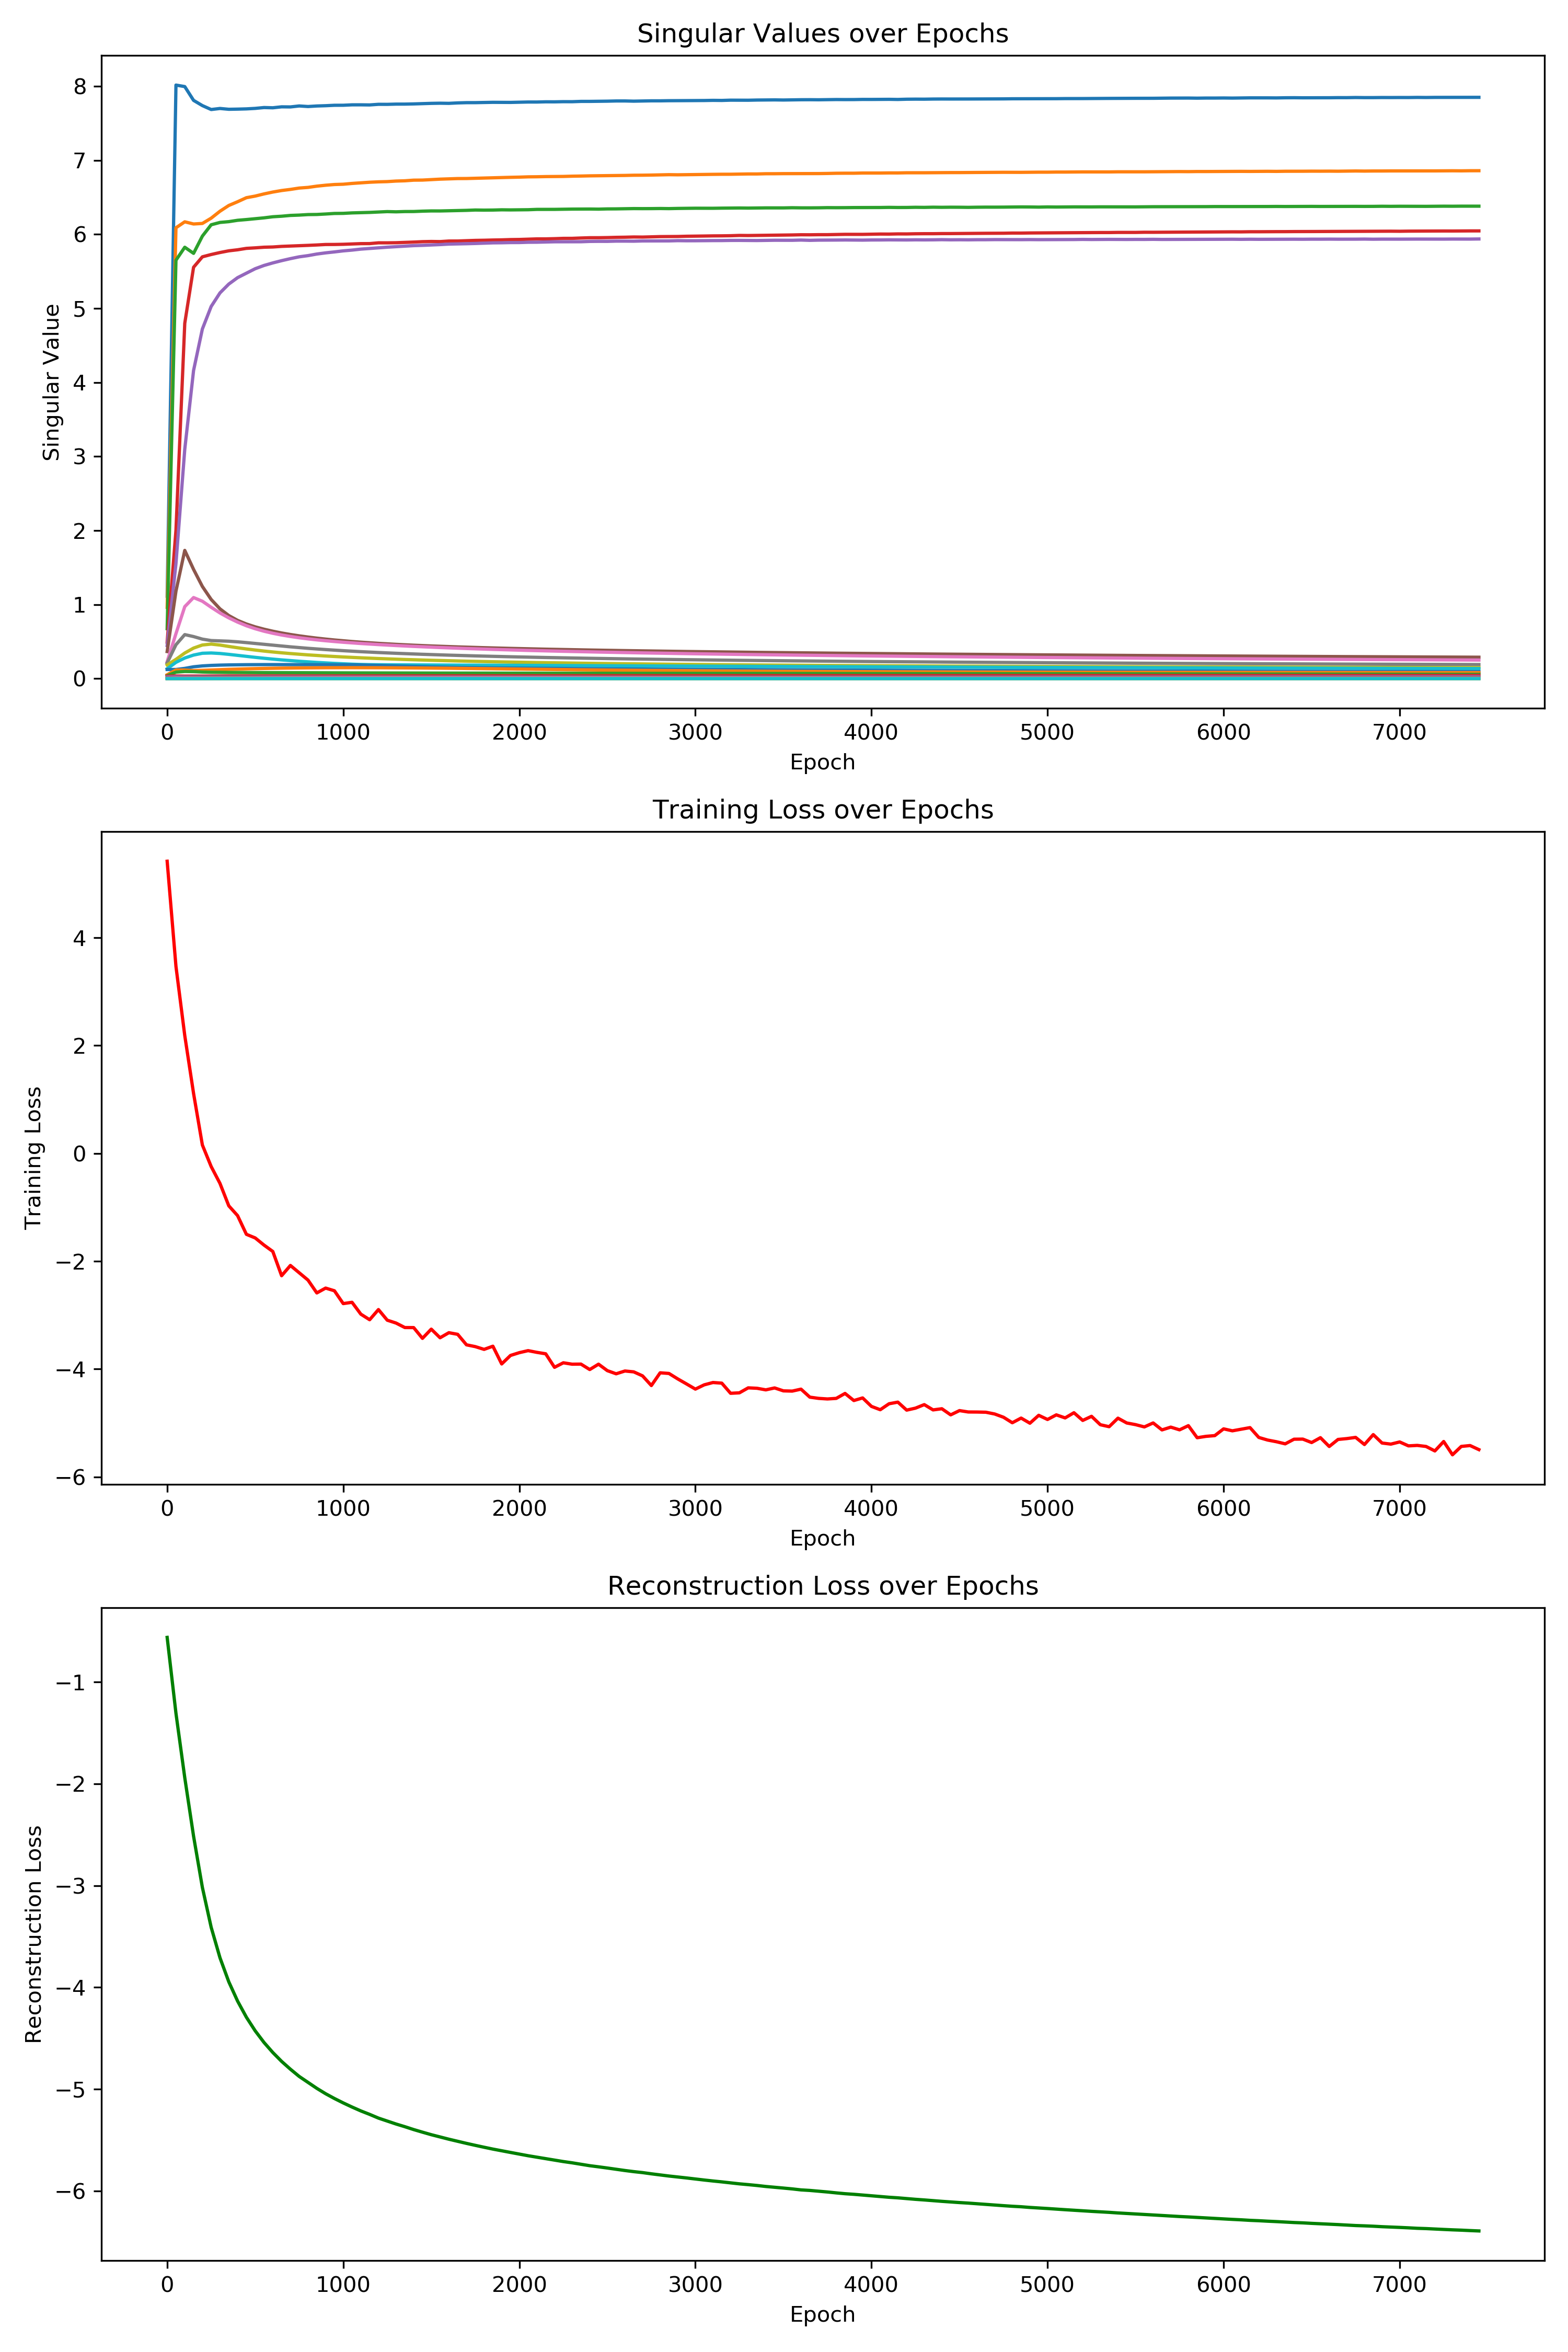 Singular Values over Epochs
8
7
6
5
4
3
2
1
0
Singular Value
0 1000 2000 3000 4000 5000 6000 7000
Epoch
Training Loss over Epochs
4
2
0
−2
−4
−6
Training Loss
0 1000 2000 3000 4000 5000 6000 7000
Epoch
Reconstruction Loss over Epochs
−1
−2
−3
−4
−5
−6
Reconstruction Loss
0 1000 2000 3000 4000 5000 6000 7000
Epoch